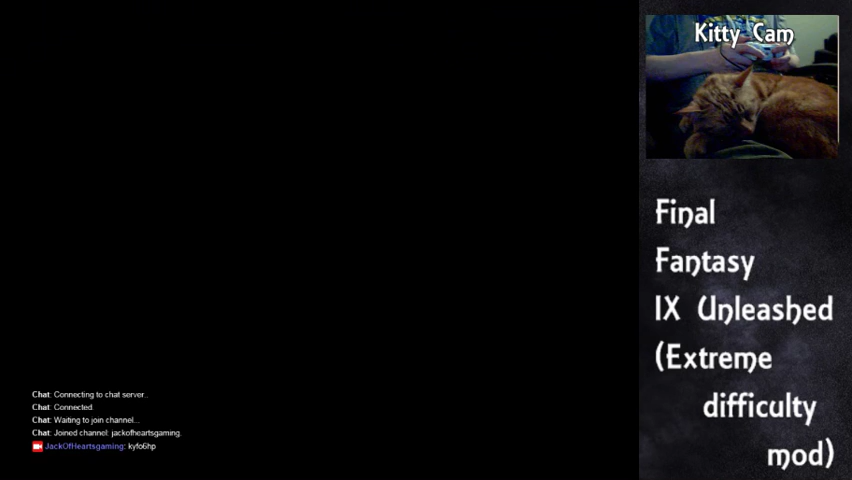 Kitty Cam
Final
Fantasy
IX Unleashed
(Extreme
difficulty
mod)
Chat: Connecting to chat server..
Chat: Connected
Chat: Waiting to join channel...
Chat: Joined channel: jackofheartsgaming.
JackOfHeartsgaming: kyfo6hp